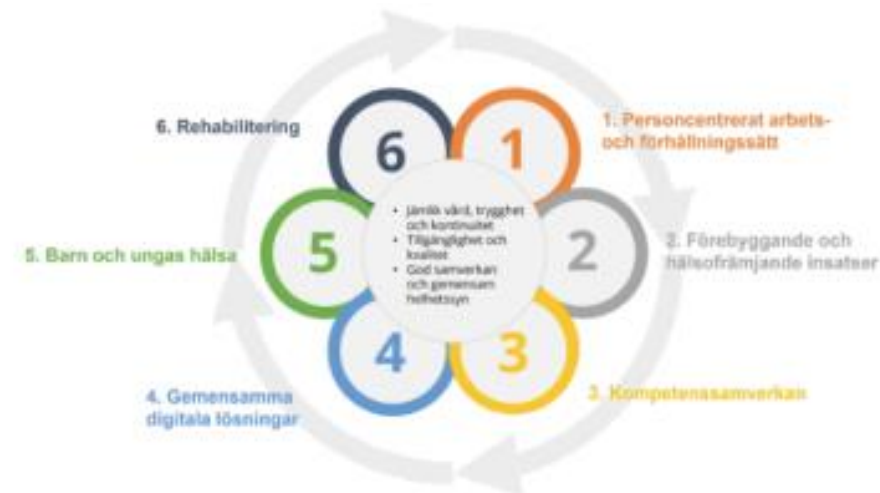 6. Rehabilitering
6
1
1. Personcentrerat arbets-
och förhållningssätt
• Jämlik vård, trygghet
och kontinuitet
• Tillgänglighet och
kvalitet
• God samverkan
och gemensam
helhetssyn
5. Barn och ungas hälsa
5
2
2. Förebyggande och
hälsofrämjande insatser
4
3
4. Gemensamma
digitala lösningar
3. Kompetenssamverkan